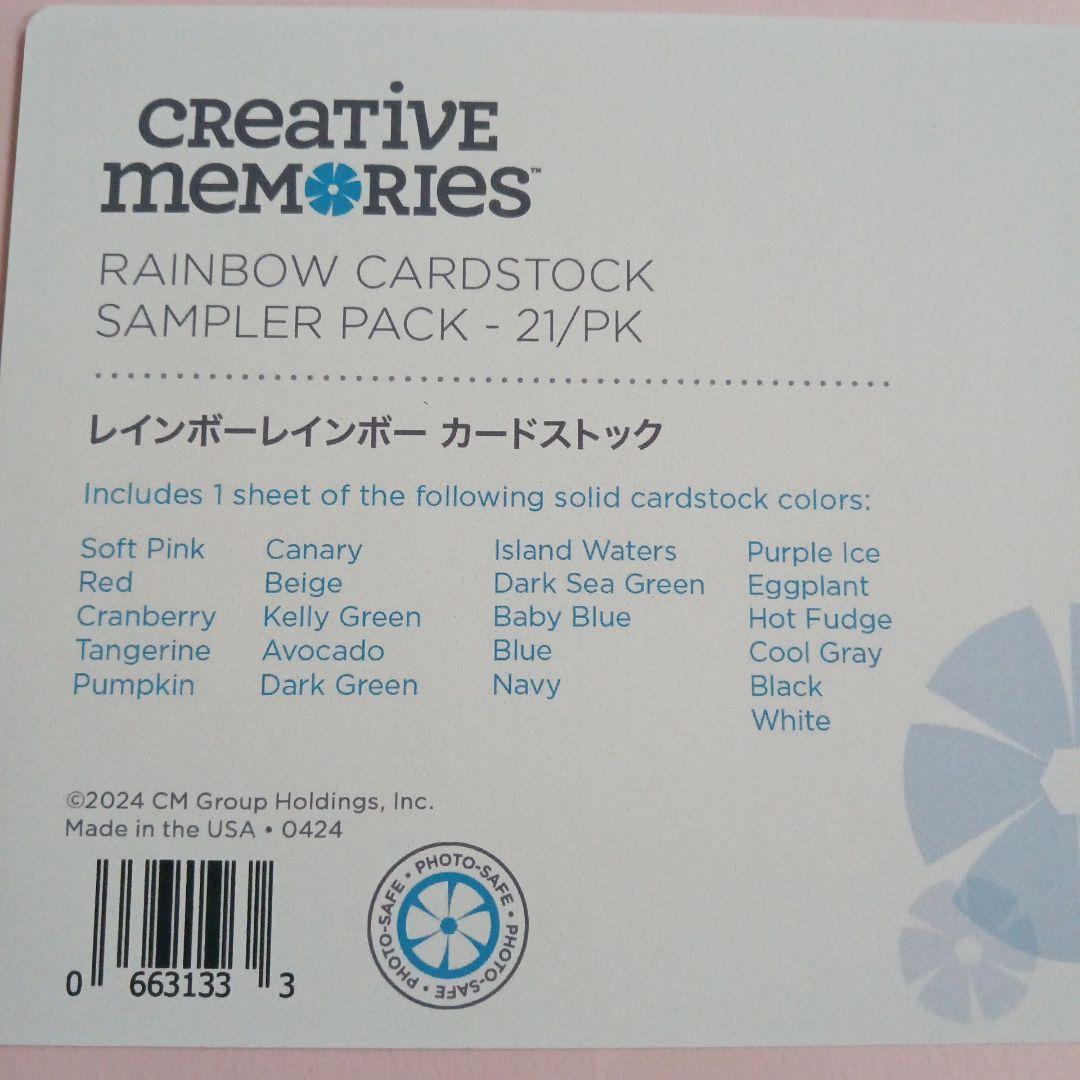 CREATIVE
MEMORIES™
RAINBOW CARDSTOCK
SAMPLER PACK - 21/PK
レインボーレインボー カードストック
Includes 1 sheet of the following solid cardstock colors:
Soft Pink
Red
Cranberry
Tangerine
Pumpkin
Canary
Beige
Kelly Green
Avocado
Dark Green
Island Waters
Dark Sea Green
Baby Blue
Blue
Navy
Purple Ice
Eggplant
Hot Fudge
Cool Gray
Black
White
©2024 CM Group Holdings, Inc.
Made in the USA • 0424
0 663133 3
PHOTO-SAFE • PHOTO-SAFE • PHOTO-SAFE •